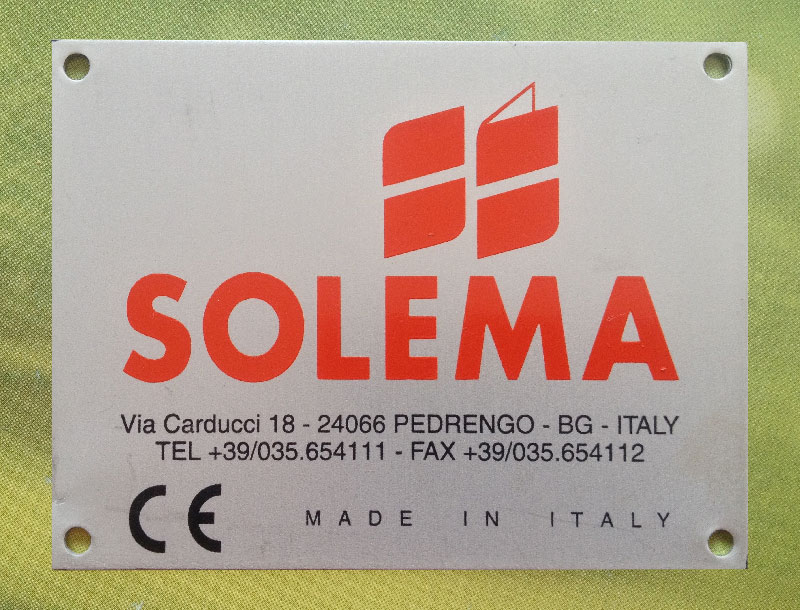 SOLEMA
Via Carducci 18 - 24066 PEDRENGO - BG - ITALY
TEL +39/035.654111 - FAX +39/035.654112
CE MADE IN ITALY